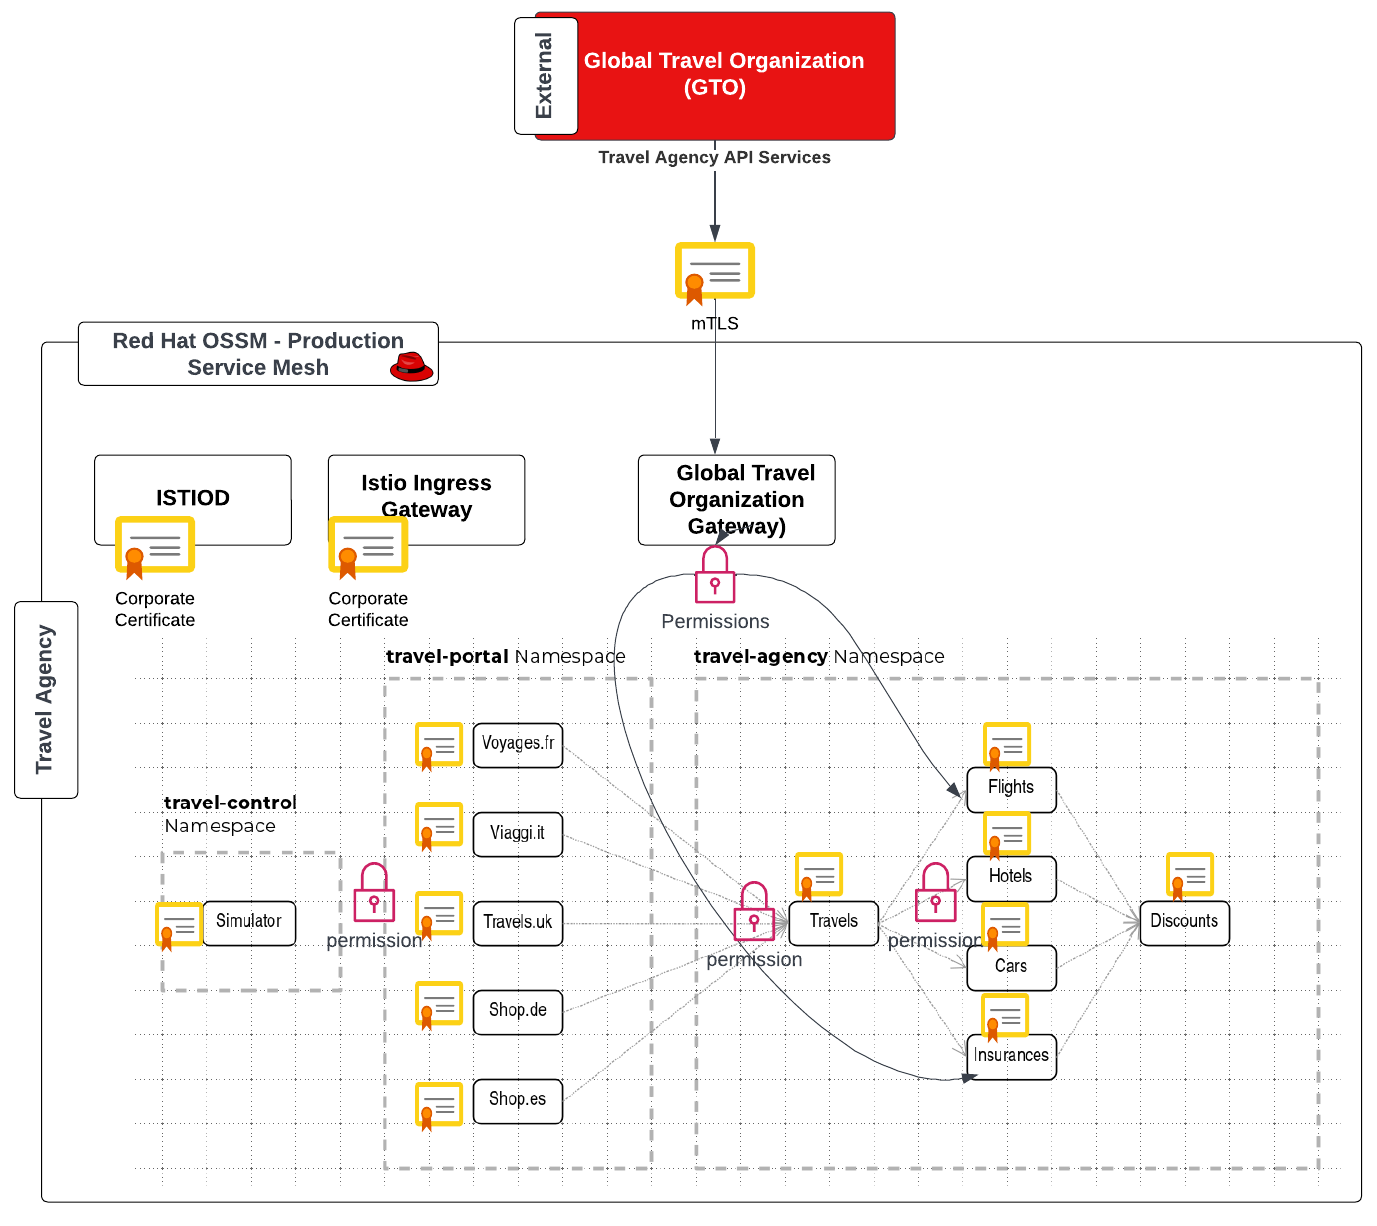 External
Global Travel Organization
(GTO)
Travel Agency API Services
mTLS
Red Hat OSSM - Production
Service Mesh
ISTIOD
Istio Ingress
Gateway
Global Travel
Organization
Gateway)
Corporate
Certificate
Corporate
Certificate
Permissions
Travel Agency
travel-portal Namespace
travel-agency Namespace
Voyages.fr
Flights
travel-control
Namespace
Viaggi.it
Hotels
Simulator
Travels.uk
Travels
Discounts
permission
permission
permission
Cars
Shop.de
Insurances
Shop.es